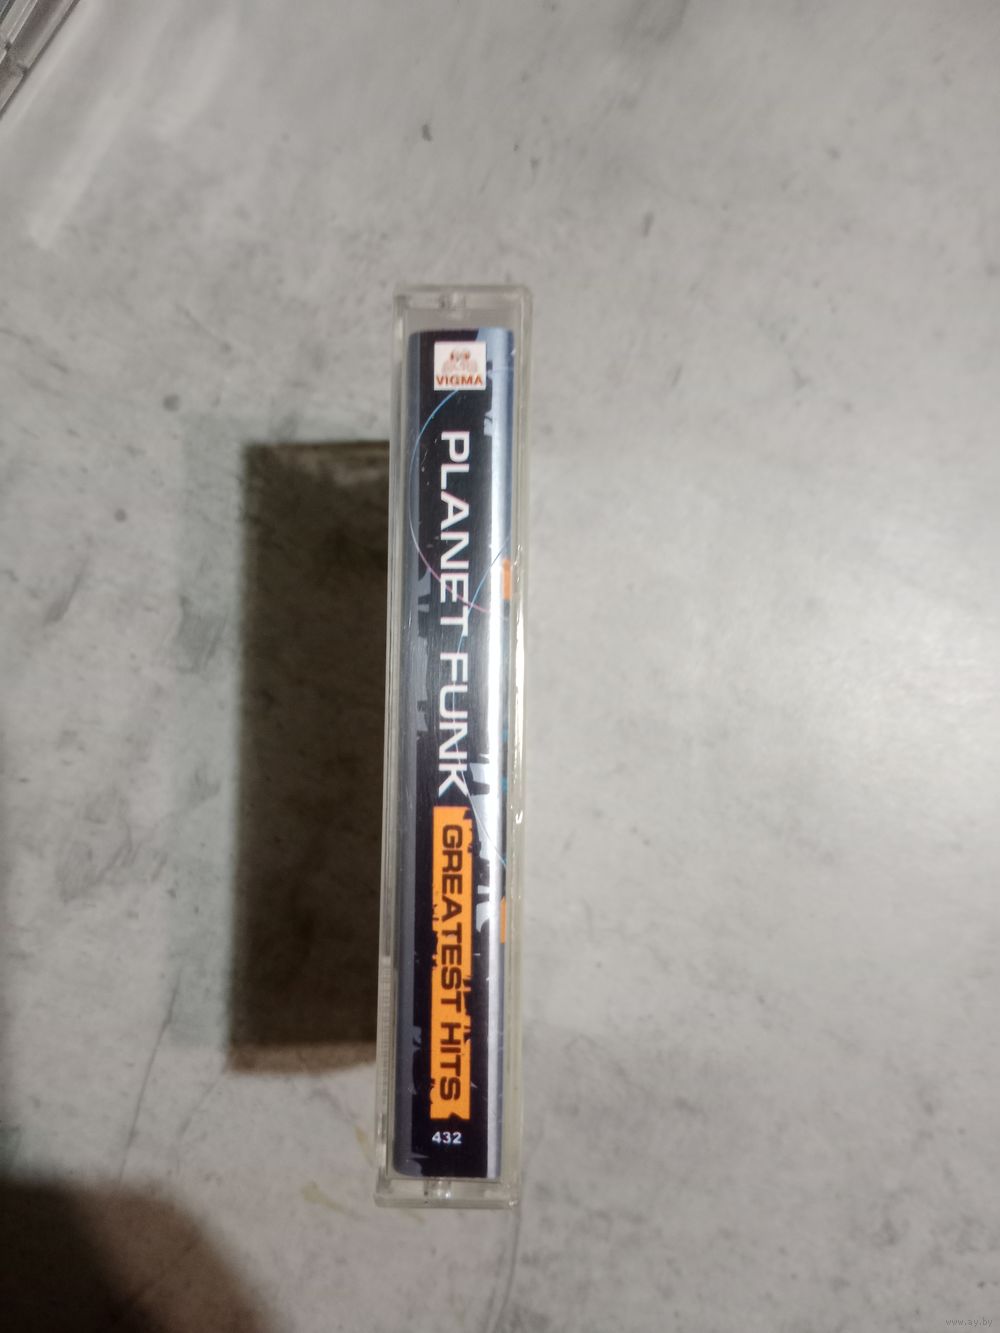 VIGMA
PLANET FUNK
GREATEST HITS
432
www.ay.by